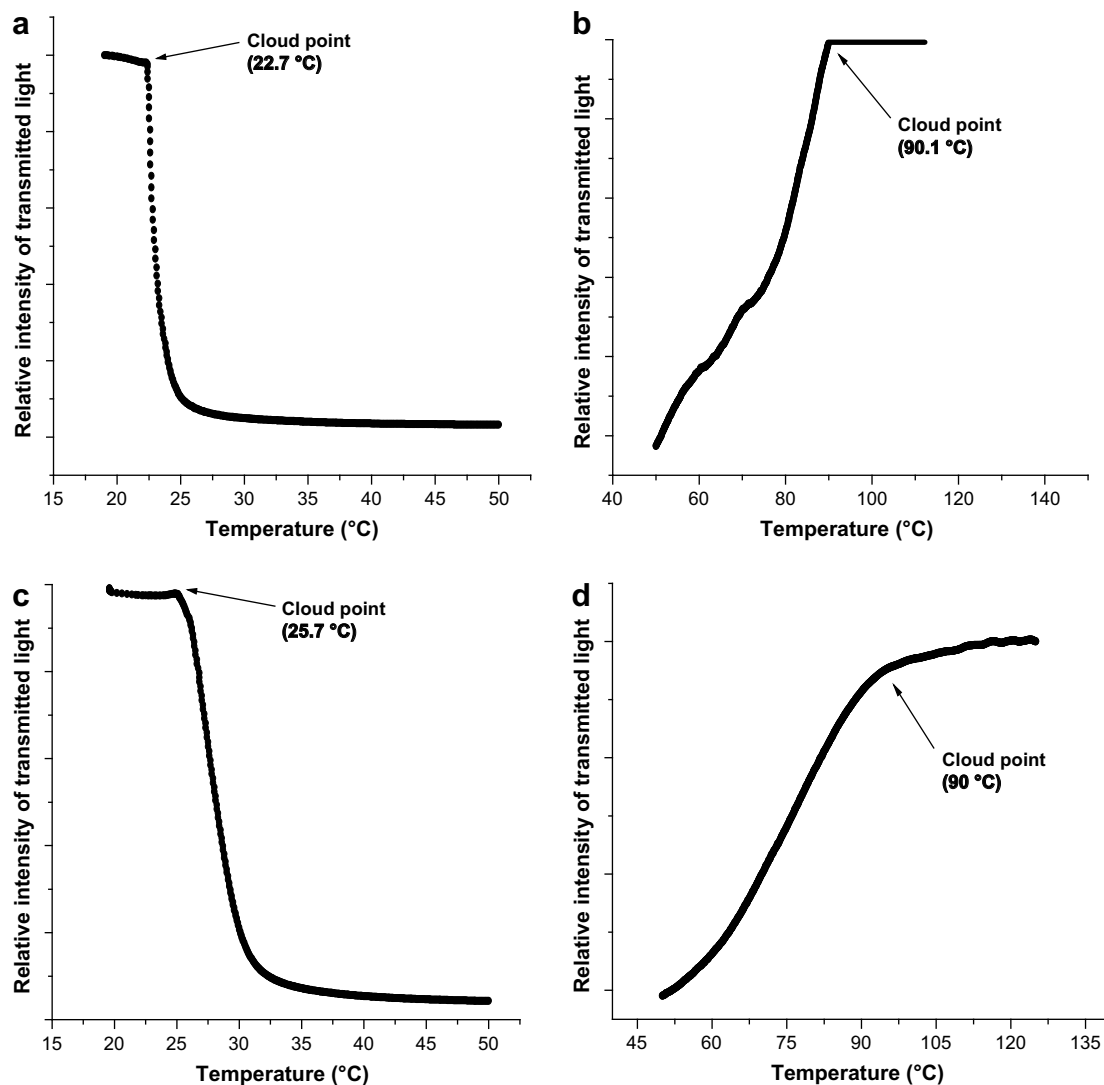 a
Relative intensity of transmitted light
Cloud point
(22.7 °C)
15 20 25 30 35 40 45 50
Temperature (°C)
b
Relative intensity of transmitted light
Cloud point
(90.1 °C)
40 60 80 100 120 140
Temperature (°C)
c
Relative intensity of transmitted light
Cloud point
(25.7 °C)
15 20 25 30 35 40 45 50
Temperature (°C)
d
Relative intensity of transmitted light
Cloud point
(90 °C)
45 60 75 90 105 120 135
Temperature (°C)